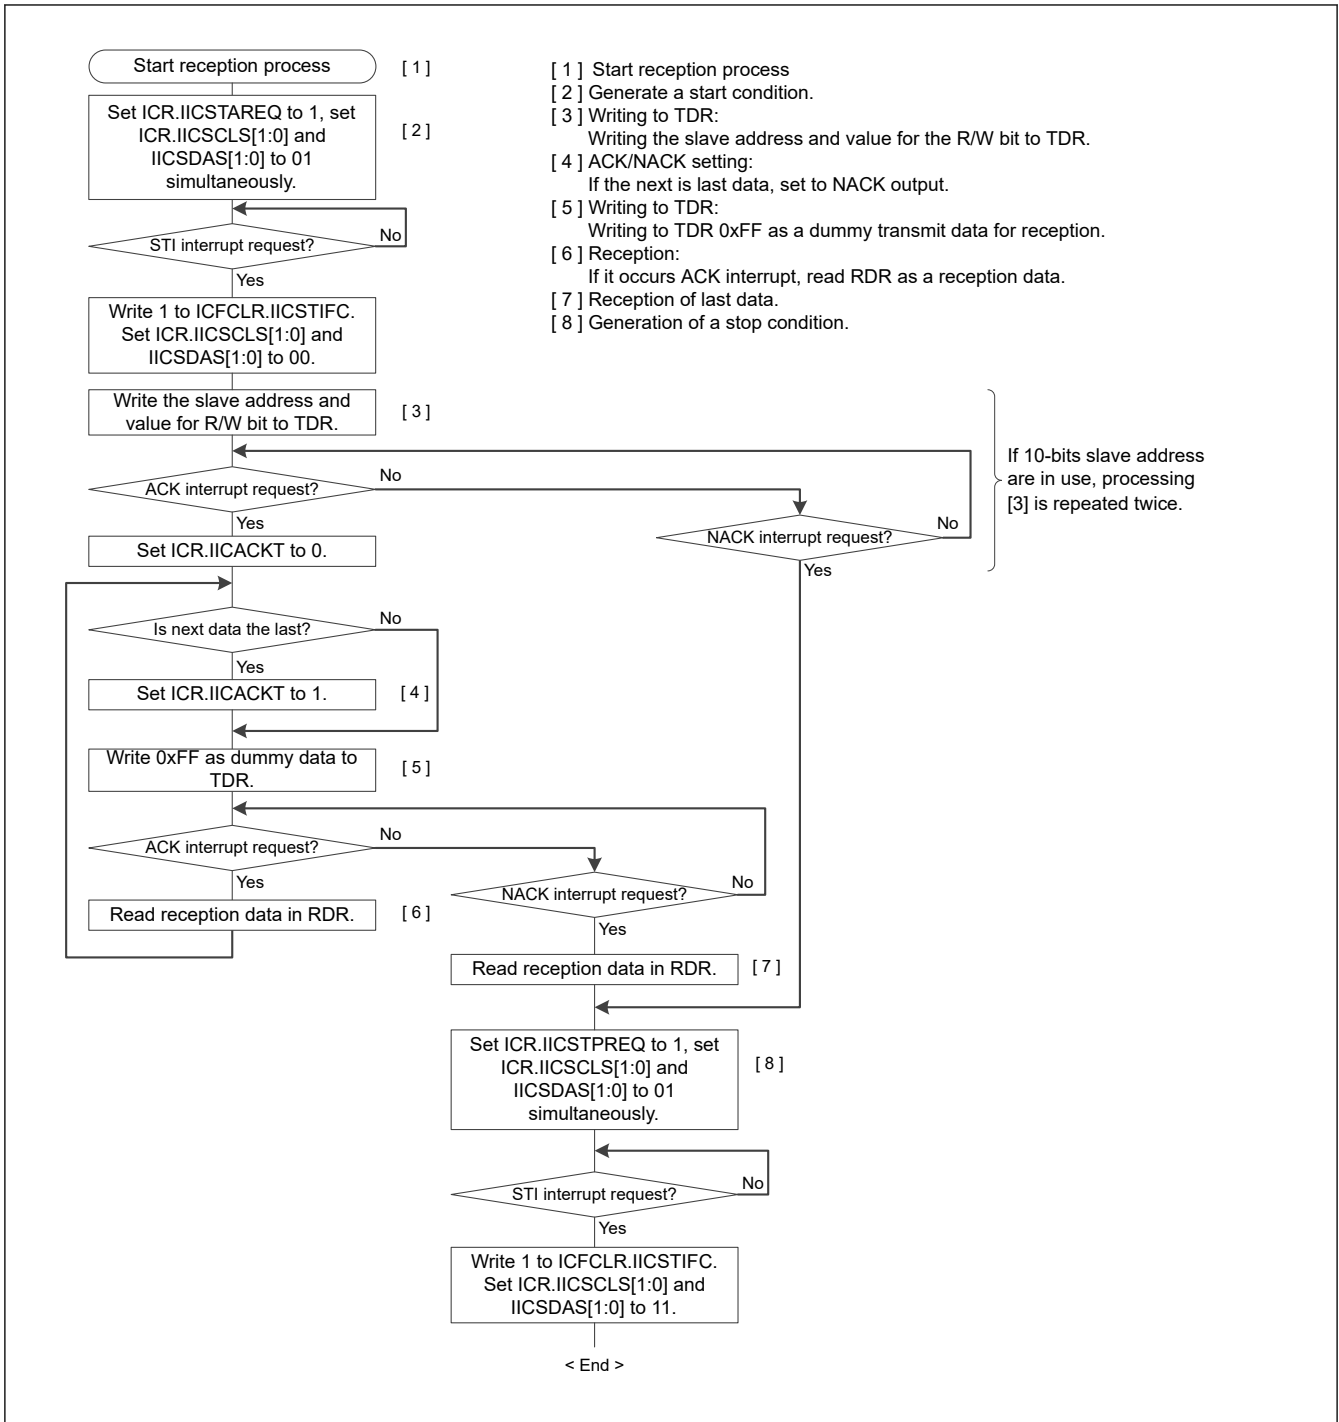 Start reception process
[ 1 ]
Set ICR.IICSTAREQ to 1, set
ICR.IICSCLS[1:0] and
IICSDAS[1:0] to 01
simultaneously.
[ 2 ]
STI interrupt request?
No
Yes
Write 1 to ICFCLR.IICSTIFC.
Set ICR.IICSCLS[1:0] and
IICSDAS[1:0] to 00.
[ 1 ] Start reception process
[ 2 ] Generate a start condition.
[ 3 ] Writing to TDR:
Writing the slave address and value for the R/W bit to TDR.
[ 4 ] ACK/NACK setting:
If the next is last data, set to NACK output.
[ 5 ] Writing to TDR:
Writing to TDR 0xFF as a dummy transmit data for reception.
[ 6 ] Reception:
If it occurs ACK interrupt, read RDR as a reception data.
[ 7 ] Reception of last data.
[ 8 ] Generation of a stop condition.
Write the slave address and
value for R/W bit to TDR.
[ 3 ]
ACK interrupt request?
No
Yes
NACK interrupt request?
No
Yes
If 10-bits slave address
are in use, processing
[3] is repeated twice.
Set ICR.IICACKT to 0.
Is next data the last?
No
Yes
Set ICR.IICACKT to 1.
[ 4 ]
Write 0xFF as dummy data to
TDR.
[ 5 ]
ACK interrupt request?
No
Yes
NACK interrupt request?
No
Yes
Read reception data in RDR.
[ 6 ]
Read reception data in RDR.
[ 7 ]
Set ICR.IICSTPREQ to 1, set
ICR.IICSCLS[1:0] and
IICSDAS[1:0] to 01
simultaneously.
[ 8 ]
STI interrupt request?
No
Yes
Write 1 to ICFCLR.IICSTIFC.
Set ICR.IICSCLS[1:0] and
IICSDAS[1:0] to 11.
< End >